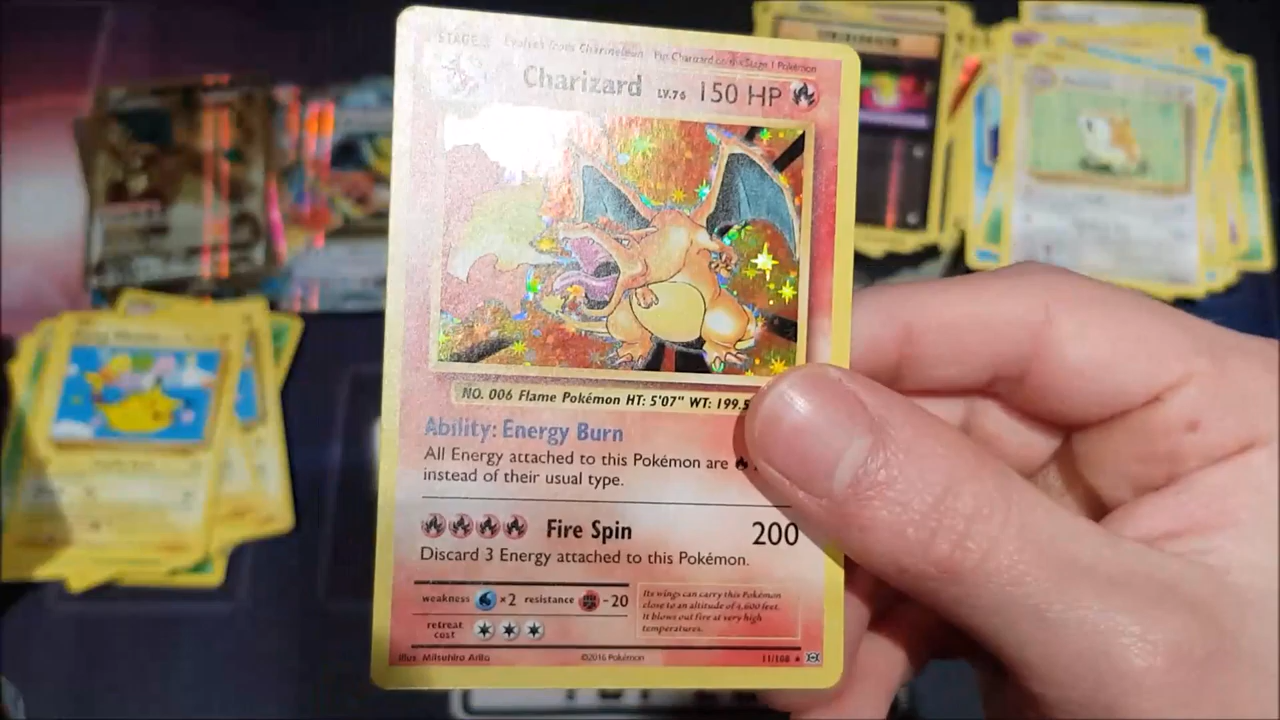 STAGE 2 Evolves from Charmeleon Put Charizard on the Stage 1 Pokémon
Charizard LV.76 150 HP
NO. 006 Flame Pokémon HT: 5'07" WT: 199.5
Ability: Energy Burn
All Energy attached to this Pokémon are
instead of their usual type.
Fire Spin 200
Discard 3 Energy attached to this Pokémon.
weakness ×2 resistance -20
retreat
cost
Its wings can carry this Pokémon
close to an altitude of 4,600 feet.
It blows out fire at very high
temperatures.
Illus. Mitsuhiro Arita ©2016 Pokémon 11/108 ★